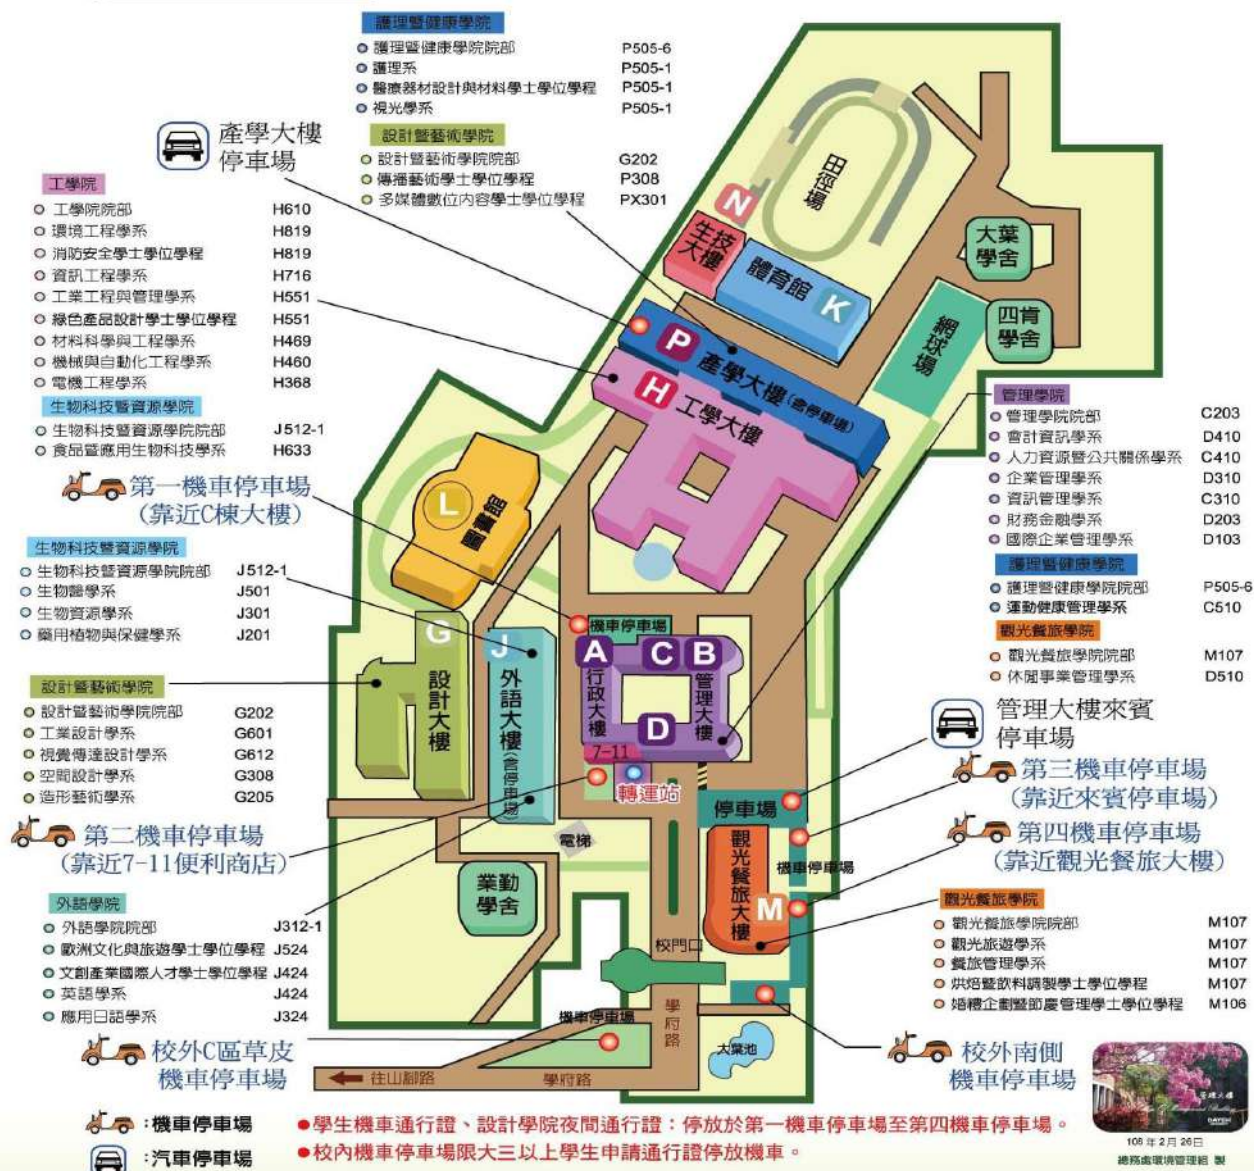 護理暨健康學院
護理暨健康學院院部 P505-6
護理系 P505-1
醫療器材設計與材料學士學位學程 P505-1
視光學系 P505-1
設計暨藝術學院
設計暨藝術學院院部 G202
傳播藝術學士學位學程 P308
多媒體數位內容學士學位學程 PX301
產學大樓
停車場
工學院
工學院院部 H610
環境工程學系 H819
消防安全學士學位學程 H819
資訊工程學系 H716
工業工程與管理學系 H551
綠色產品設計學士學位學程 H551
材料科學與工程學系 H469
機械與自動化工程學系 H460
電機工程學系 H368
生物科技暨資源學院
生物科技暨資源學院院部 J512-1
食品暨應用生物科技學系 H633
第一機車停車場
(靠近C棟大樓)
生物科技暨資源學院
生物科技暨資源學院院部 J512-1
生物醫學系 J501
生物資源學系 J301
藥用植物與保健學系 J201
設計暨藝術學院
設計暨藝術學院院部 G202
工業設計學系 G601
視覺傳達設計學系 G612
空間設計學系 G308
造形藝術學系 G205
第二機車停車場
(靠近7-11便利商店)
外語學院
外語學院院部 J312-1
歐洲文化與旅遊學士學位學程 J524
文創產業國際人才學士學位學程 J424
英語學系 J424
應用日語學系 J324
校外C區草皮
機車停車場
田徑場
N
生技大樓
體育館
K
大葉學舍
四肯學舍
網球場
P
產學大樓(含停車場)
H
工學大樓
L
圖書館
G
設計大樓
J
外語大樓(含停車場)
機車停車場
A
C
B
D
行政大樓
管理大樓
7-11
轉運站
停車場
電梯
業勤學舍
觀光餐旅大樓
M
機車停車場
校門口
機車停車場
學府路
大葉池
往山腳路
學府路
管理學院
管理學院院部 C203
會計資訊學系 D410
人力資源暨公共關係學系 C410
企業管理學系 D310
資訊管理學系 C310
財務金融學系 D203
國際企業管理學系 D103
護理暨健康學院
護理暨健康學院院部 P505-6
運動健康管理學系 C510
觀光餐旅學院
觀光餐旅學院院部 M107
休閒事業管理學系 D510
管理大樓來賓
停車場
第三機車停車場
(靠近來賓停車場)
第四機車停車場
(靠近觀光餐旅大樓)
觀光餐旅學院
觀光餐旅學院院部 M107
觀光旅遊學系 M107
餐旅管理學系 M107
烘焙暨飲料調製學士學位學程 M107
婚禮企劃暨節慶管理學士學位學程 M106
校外南側
機車停車場
:機車停車場
:汽車停車場
●學生機車通行證、設計學院夜間通行證：停放於第一機車停車場至第四機車停車場。
●校內機車停車場限大三以上學生申請通行證停放機車。
管理大樓
108年2月26日
總務處環境管理組 製